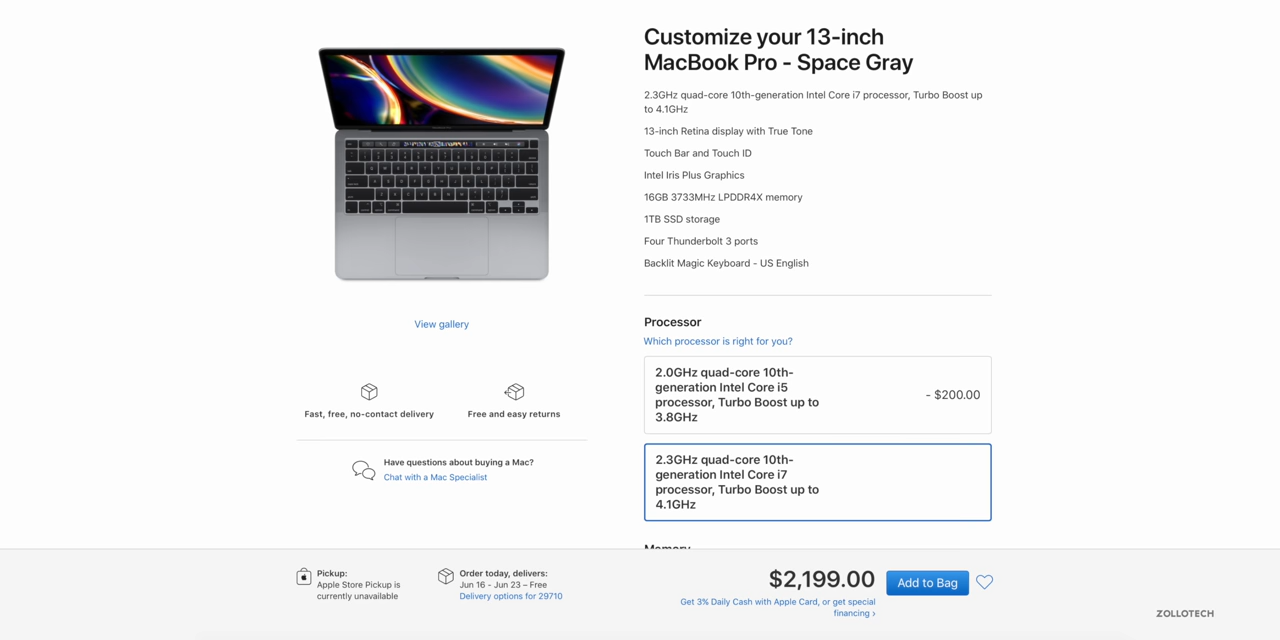 Customize your 13-inch
MacBook Pro - Space Gray
2.3GHz quad-core 10th-generation Intel Core i7 processor, Turbo Boost up
to 4.1GHz
13-inch Retina display with True Tone
Touch Bar and Touch ID
Intel Iris Plus Graphics
16GB 3733MHz LPDDR4X memory
1TB SSD storage
Four Thunderbolt 3 ports
Backlit Magic Keyboard - US English
View gallery
Fast, free, no-contact delivery
Free and easy returns
Have questions about buying a Mac?
Chat with a Mac Specialist
Processor
Which processor is right for you?
2.0GHz quad-core 10th-
generation Intel Core i5
processor, Turbo Boost up to
3.8GHz
- $200.00
2.3GHz quad-core 10th-
generation Intel Core i7
processor, Turbo Boost up to
4.1GHz
Memory
Pickup:
Apple Store Pickup is
currently unavailable
Order today, delivers:
Jun 16 - Jun 23 – Free
Delivery options for 29710
$2,199.00
Get 3% Daily Cash with Apple Card, or get special
financing ›
Add to Bag
ZOLLOTECH